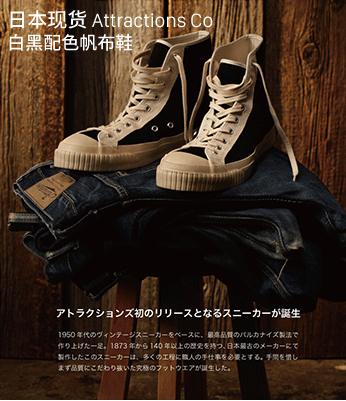 日本现货 Attractions Co
白黑配色帆布鞋
アトラクションズ初のリリースとなるスニーカーが誕生
1950 年代のヴィンテージスニーカーをベースに、最高品質のバルカナイズ製法で
作り上げた一足。1873 年から 140 年以上の歴史を持つ、日本最古のメーカーにて
製作したこのスニーカーは、多くの工程に職人の手仕事を必要とする。手間を惜し
まず品質にこだわり抜いた究極のフットウエアが誕生した。